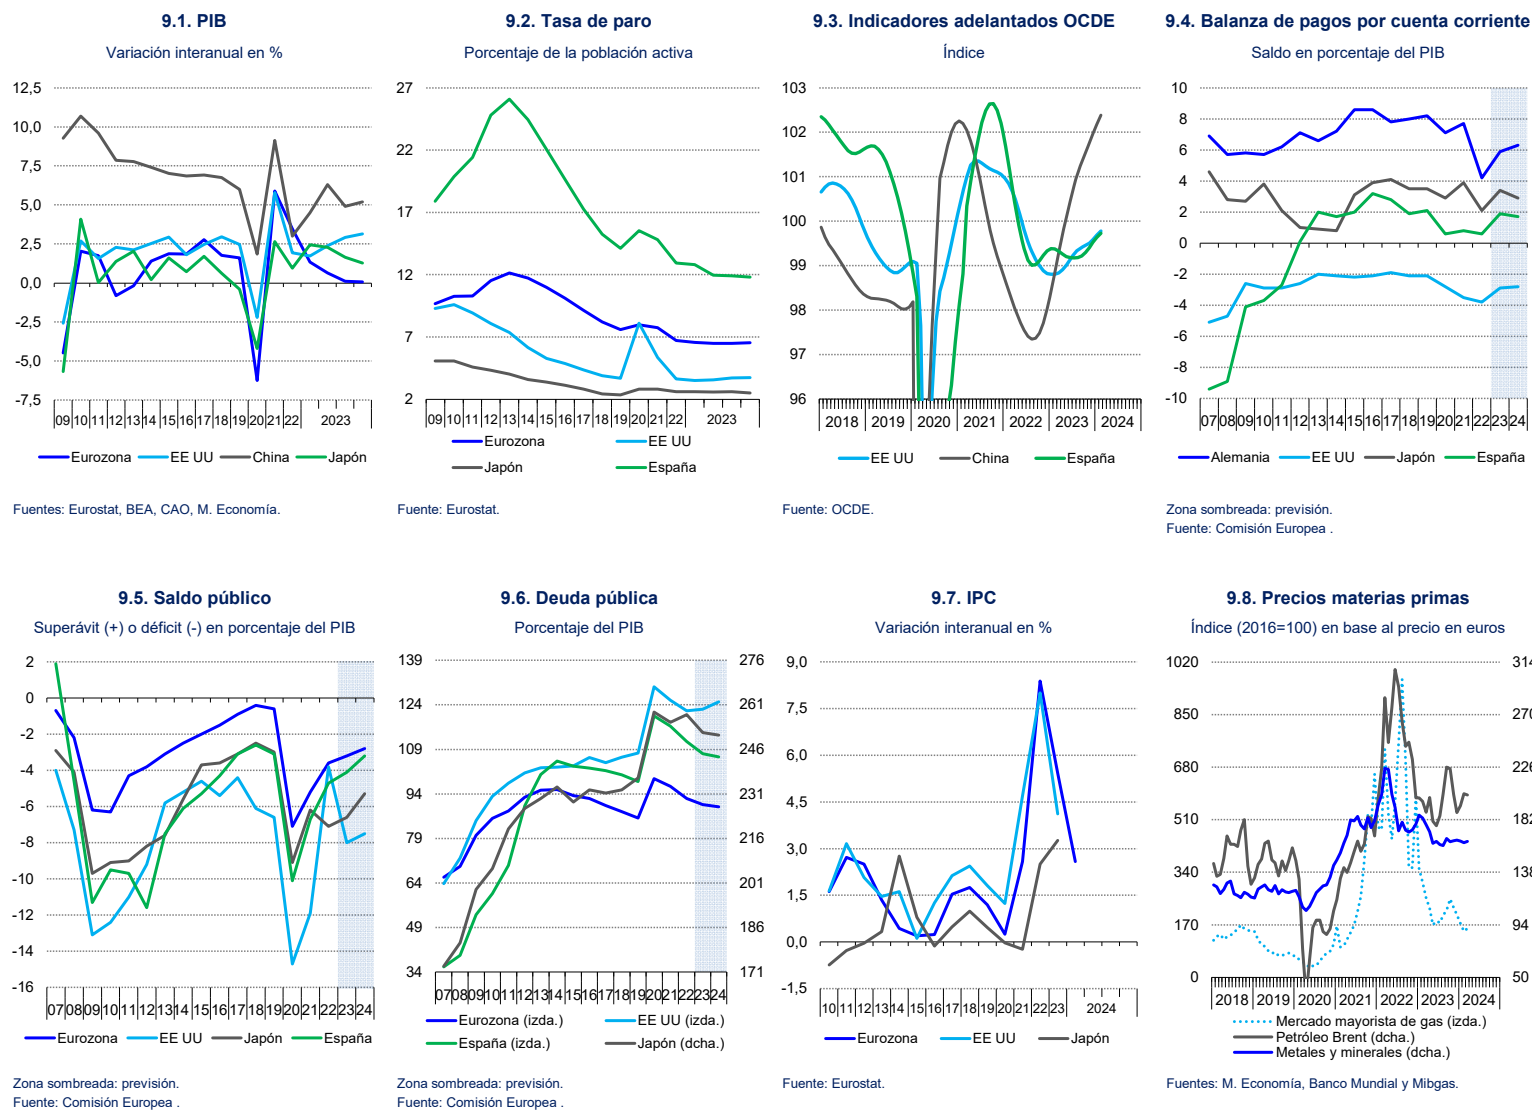 9.1. PIB
Variación interanual en %
12,5
10,0
7,5
5,0
2,5
0,0
-2,5
-5,0
-7,5
09 10 11 12 13 14 15 16 17 18 19 20 21 22 2023
Eurozona EE UU China Japón
Fuentes: Eurostat, BEA, CAO, M. Economía.
9.2. Tasa de paro
Porcentaje de la población activa
27
22
17
12
7
2
09 10 11 12 13 14 15 16 17 18 19 20 21 22 2023
Eurozona EE UU
Japón España
Fuente: Eurostat.
9.3. Indicadores adelantados OCDE
Índice
103
102
101
100
99
98
97
96
2018 2019 2020 2021 2022 2023 2024
EE UU China España
Fuente: OCDE.
9.4. Balanza de pagos por cuenta corriente
Saldo en porcentaje del PIB
10
8
6
4
2
0
-2
-4
-6
-8
-10
07 08 09 10 11 12 13 14 15 16 17 18 19 20 21 22 23 24
Alemania EE UU Japón España
Zona sombreada: previsión.
Fuente: Comisión Europea .
9.5. Saldo público
Superávit (+) o déficit (-) en porcentaje del PIB
2
0
-2
-4
-6
-8
-10
-12
-14
-16
07 08 09 10 11 12 13 14 15 16 17 18 19 20 21 22 23 24
Eurozona EE UU Japón España
Zona sombreada: previsión.
Fuente: Comisión Europea .
9.6. Deuda pública
Porcentaje del PIB
139 276
124 261
109 246
94 231
79 216
64 201
49 186
34 171
07 08 09 10 11 12 13 14 15 16 17 18 19 20 21 22 23 24
Eurozona (izda.) EE UU (izda.)
España (izda.) Japón (dcha.)
Zona sombreada: previsión.
Fuente: Comisión Europea .
9.7. IPC
Variación interanual en %
9,0
7,5
6,0
4,5
3,0
1,5
0,0
-1,5
10 11 12 13 14 15 16 17 18 19 20 21 22 23 2024
Eurozona EE UU Japón
Fuente: Eurostat.
9.8. Precios materias primas
Índice (2016=100) en base al precio en euros
1020 314
850 270
680 226
510 182
340 138
170 94
0 50
2018 2019 2020 2021 2022 2023 2024
Mercado mayorista de gas (izda.)
Petróleo Brent (dcha.)
Metales y minerales (dcha.)
Fuentes: M. Economía, Banco Mundial y Mibgas.